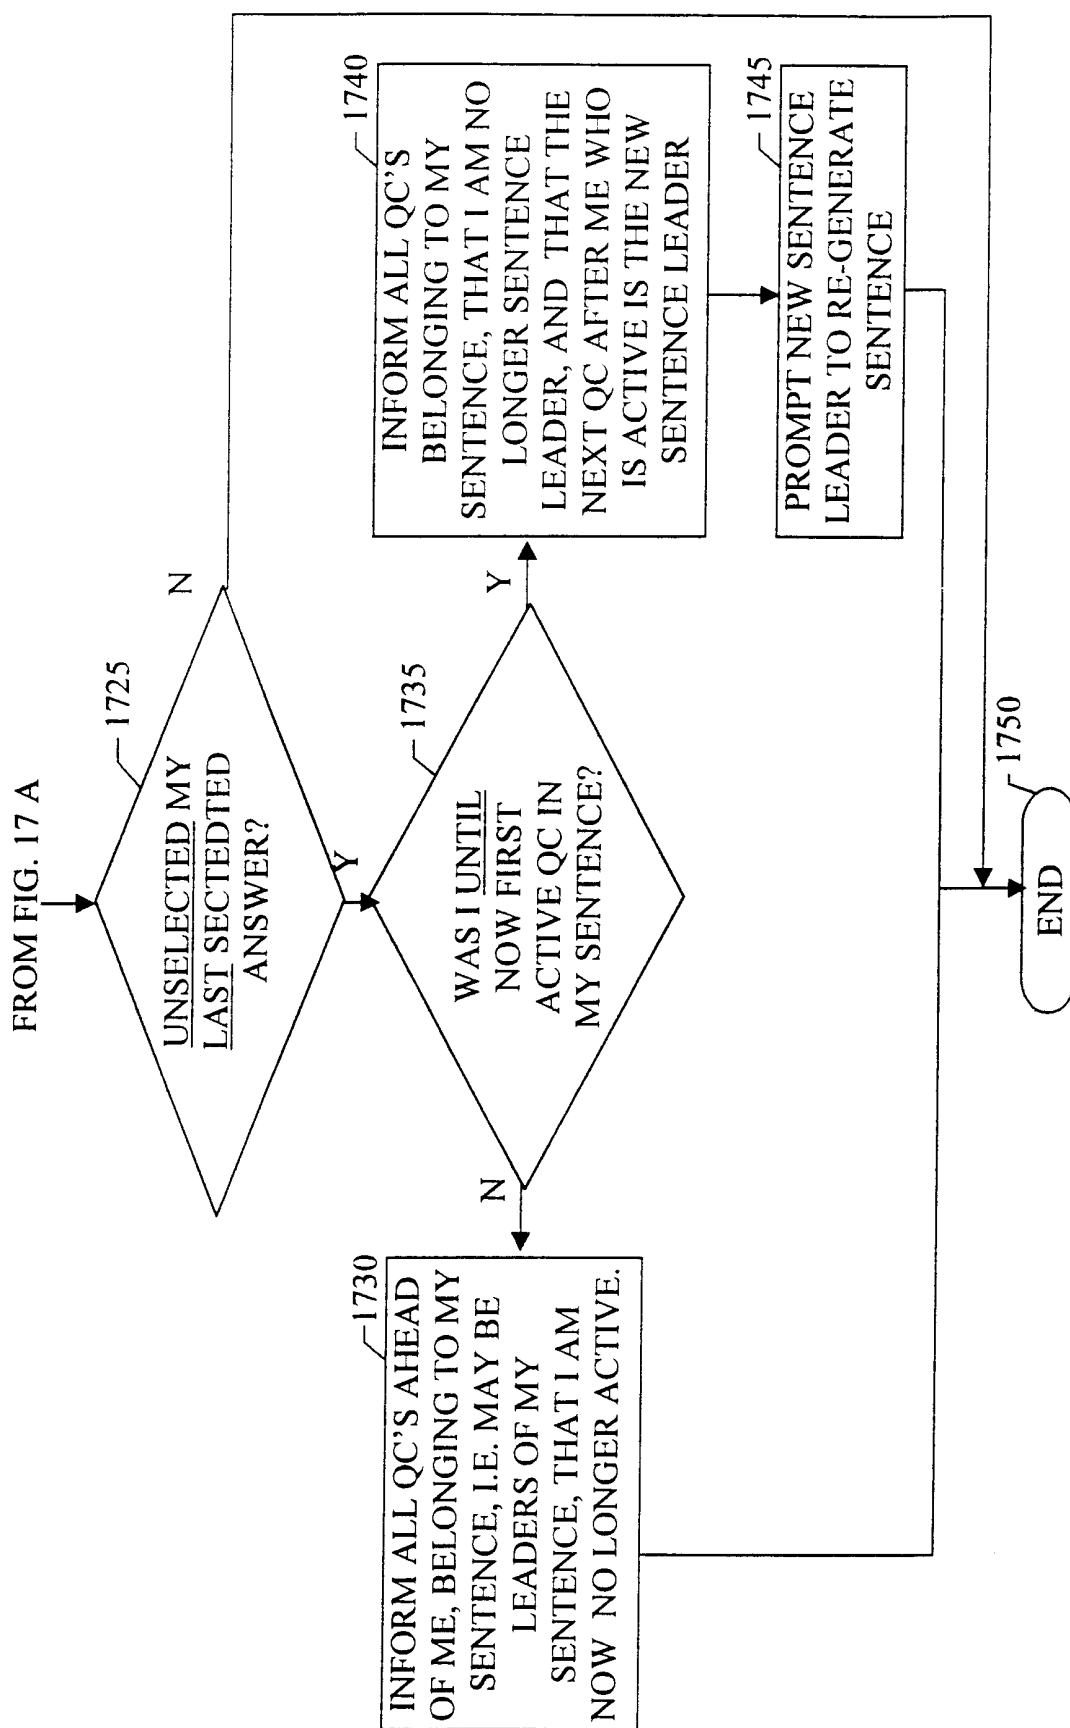 FROM FIG. 17 A
1725
UNSELECTED MY
LAST SECEDTED
ANSWER?
N
Y
1735
WAS I UNTIL
NOW FIRST
ACTIVE QC IN
MY SENTENCE?
N
Y
1730
INFORM ALL QC'S AHEAD
OF ME, BELONGING TO MY
SENTENCE, I.E. MAY BE
LEADERS OF MY
SENTENCE, THAT I AM
NOW NO LONGER ACTIVE.
1740
INFORM ALL QC'S
BELONGING TO MY
SENTENCE, THAT I AM NO
LONGER SENTENCE
LEADER, AND THAT THE
NEXT QC AFTER ME WHO
IS ACTIVE IS THE NEW
SENTENCE LEADER
1745
PROMPT NEW SENTENCE
LEADER TO RE-GENERATE
SENTENCE
1750
END